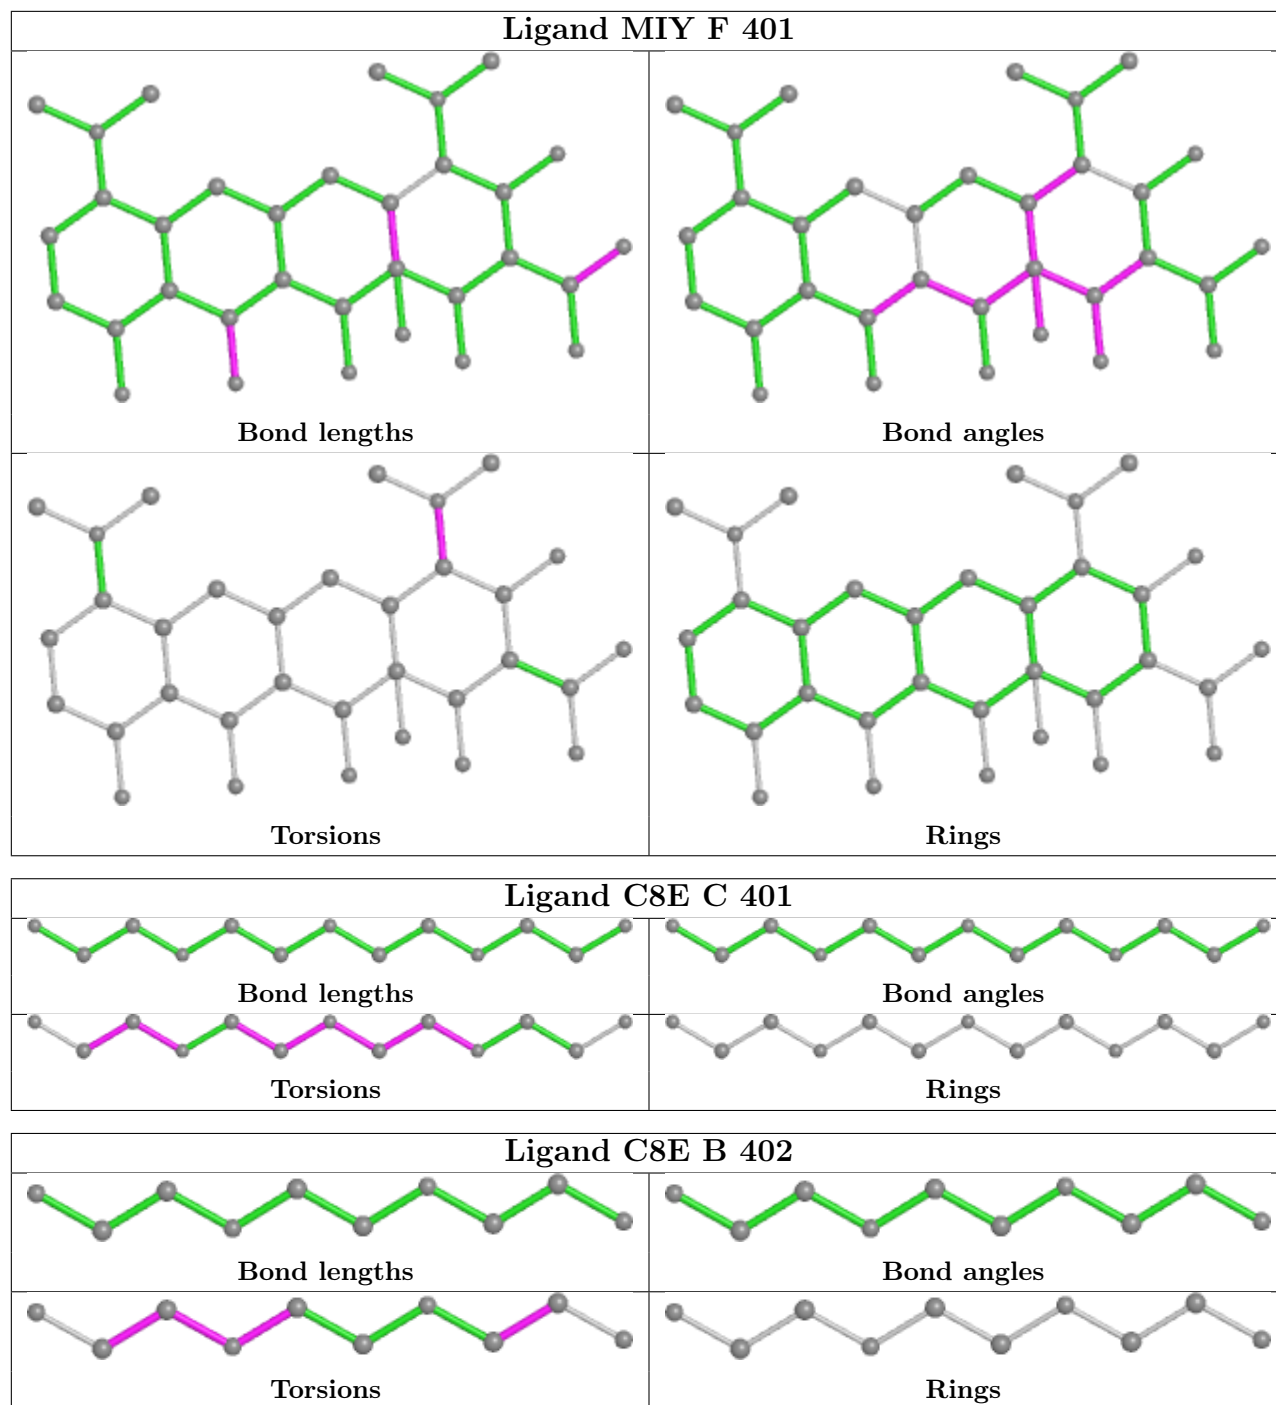 Ligand MIY F 401
Bond lengths
Bond angles
Torsions
Rings
Ligand C8E C 401
Bond lengths
Bond angles
Torsions
Rings
Ligand C8E B 402
Bond lengths
Bond angles
Torsions
Rings